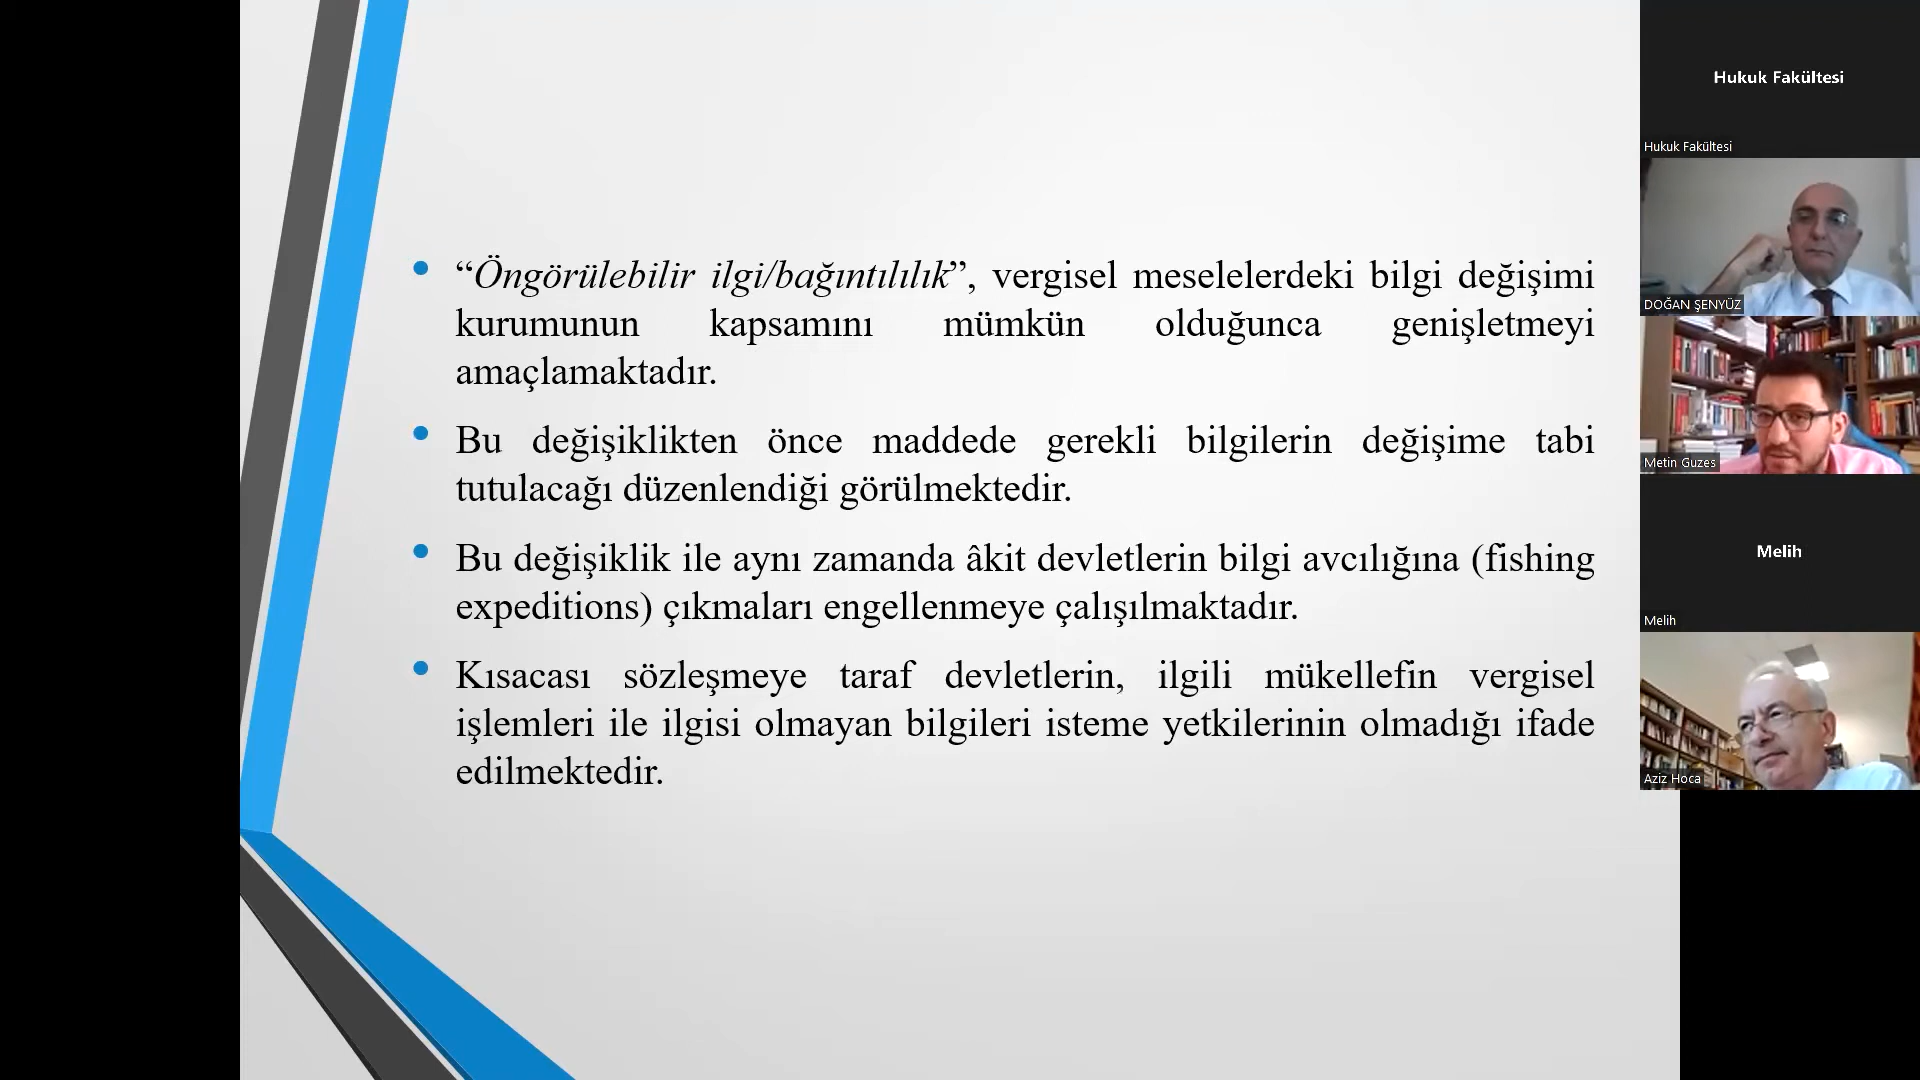 “Öngörülebilir ilgi/bağıntılılık”, vergisel meselelerdeki bilgi değişimi
kurumunun kapsamını mümkün olduğunca genişletmeyi
amaçlamaktadır.
Bu değişiklikten önce maddede gerekli bilgilerin değişime tabi
tutulacağı düzenlendiği görülmektedir.
Bu değişiklik ile aynı zamanda âkit devletlerin bilgi avcılığına (fishing
expeditions) çıkmaları engellenmeye çalışılmaktadır.
Kısacası sözleşmeye taraf devletlerin, ilgili mükellefin vergisel
işlemleri ile ilgisi olmayan bilgileri isteme yetkilerinin olmadığı ifade
edilmektedir.
Hukuk Fakültesi
Hukuk Fakültesi
DOĞAN ŞENYÜZ
Metin Guzes
Melih
Melih
Aziz Hoca